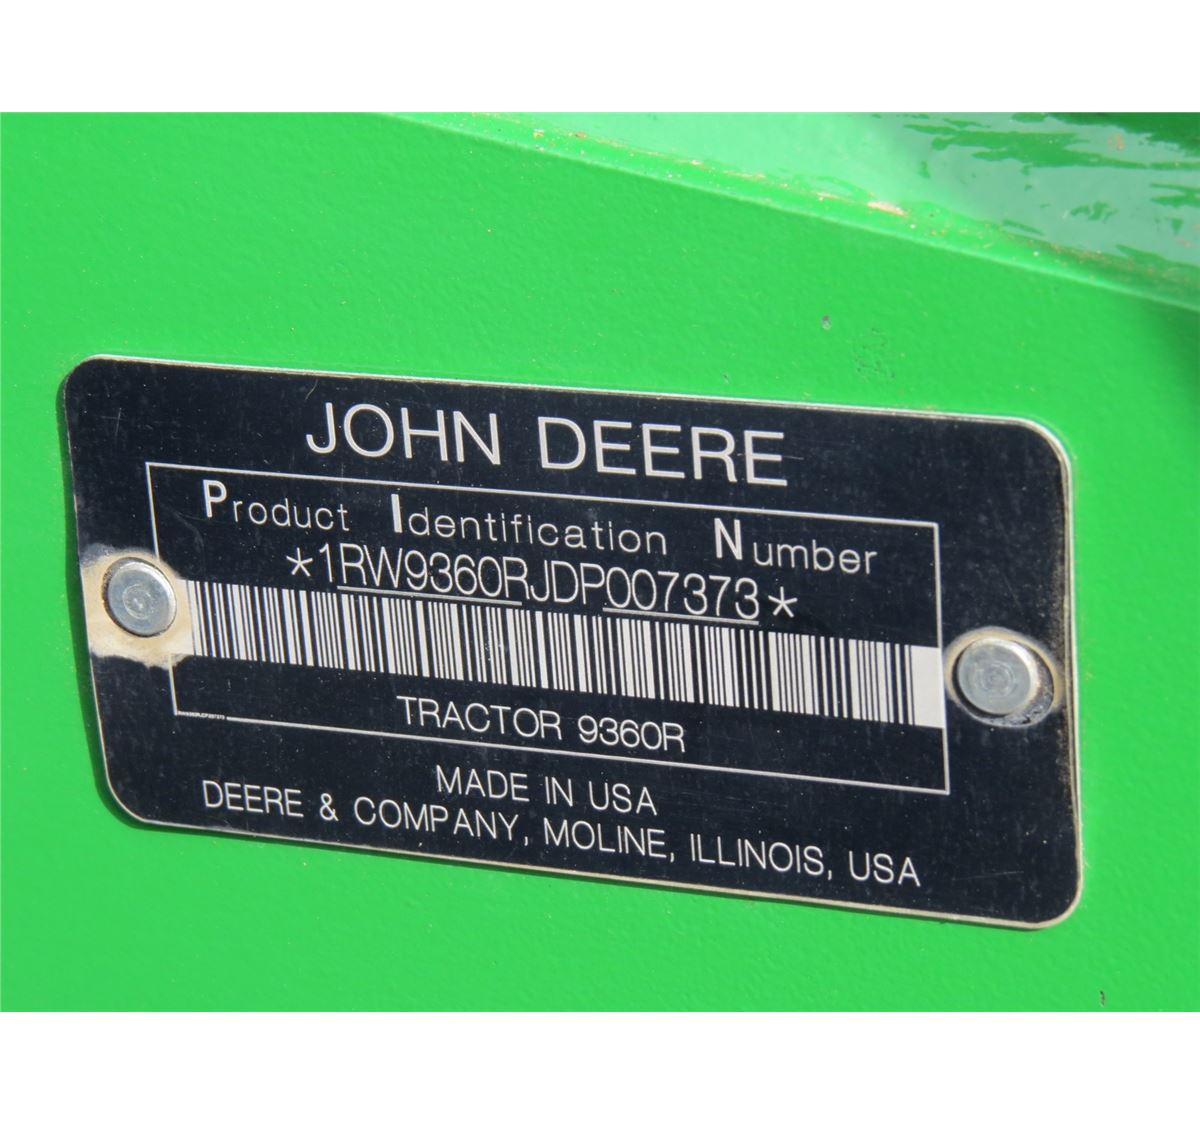 JOHN DEERE
Product Identification Number
*1RW9360RJDP007373*
TRACTOR 9360R
MADE IN USA
DEERE & COMPANY, MOLINE, ILLINOIS, USA